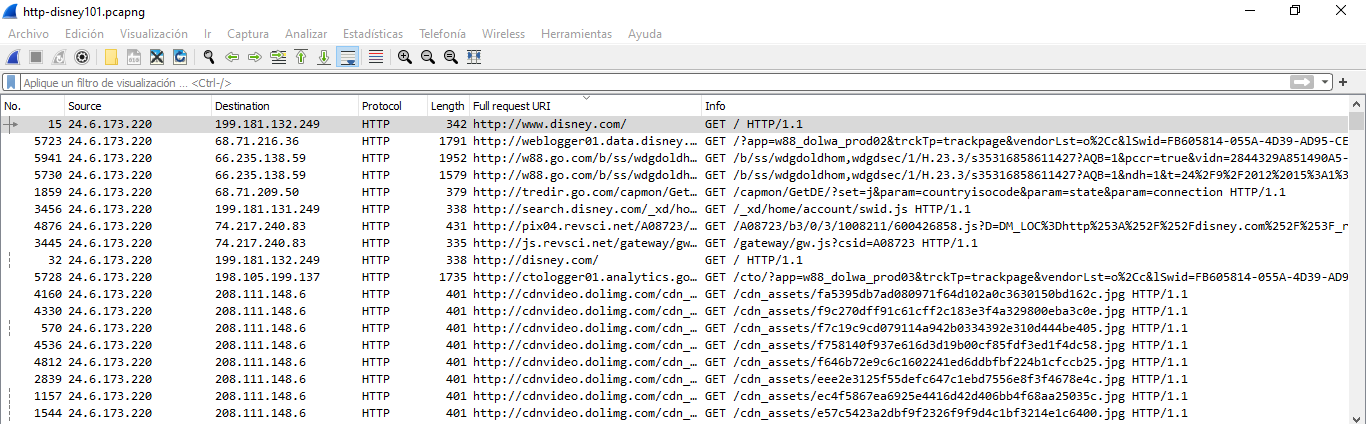 http-disney101.pcapng
Archivo Edición Visualización Ir Captura Analizar Estadísticas Telefonía Wireless Herramientas Ayuda
Aplique un filtro de visualización ... <Ctrl-/>
No. Source Destination Protocol Length Full request URI Info
15 24.6.173.220 199.181.132.249 HTTP 342 http://www.disney.com/ GET / HTTP/1.1
5723 24.6.173.220 68.71.216.36 HTTP 1791 http://weblogger01.data.disney.… GET /?app=w88_dolwa_prod02&trckTp=trackpage&vendorLst=o%2Cc&lSwid=FB605814-055A-4D39-AD95-CE
5941 24.6.173.220 66.235.138.59 HTTP 1952 http://w88.go.com/b/ss/wdgdoldh… GET /b/ss/wdgdoldhom,wdgdsec/1/H.23.3/s35316858611427?AQB=1&pccr=true&vidn=2844329A851490A5-
5730 24.6.173.220 66.235.138.59 HTTP 1579 http://w88.go.com/b/ss/wdgdoldh… GET /b/ss/wdgdoldhom,wdgdsec/1/H.23.3/s35316858611427?AQB=1&ndh=1&t=24%2F9%2F2012%2015%3A1%3
1859 24.6.173.220 68.71.209.50 HTTP 379 http://tredir.go.com/capmon/Get… GET /capmon/GetDE/?set=j&param=countryisocode&param=state&param=connection HTTP/1.1
3456 24.6.173.220 199.181.131.249 HTTP 338 http://search.disney.com/_xd/ho… GET /_xd/home/account/swid.js HTTP/1.1
4876 24.6.173.220 74.217.240.83 HTTP 431 http://pix04.revsci.net/A08723/… GET /A08723/b3/0/3/1008211/600426858.js?D=DM_LOC%3Dhttp%253A%252F%252Fdisney.com%252F%253F_r
3445 24.6.173.220 74.217.240.83 HTTP 335 http://js.revsci.net/gateway/gw… GET /gateway/gw.js?csid=A08723 HTTP/1.1
32 24.6.173.220 199.181.132.249 HTTP 338 http://disney.com/ GET / HTTP/1.1
5728 24.6.173.220 198.105.199.137 HTTP 1735 http://ctologger01.analytics.go… GET /cto/?app=w88_dolwa_prod03&trckTp=trackpage&vendorLst=o%2Cc&lSwid=FB605814-055A-4D39-AD9
4160 24.6.173.220 208.111.148.6 HTTP 401 http://cdnvideo.dolimg.com/cdn_… GET /cdn_assets/fa5395db7ad080971f64d102a0c3630150bd162c.jpg HTTP/1.1
4330 24.6.173.220 208.111.148.6 HTTP 401 http://cdnvideo.dolimg.com/cdn_… GET /cdn_assets/f9c270dff91c61cff2c183e3f4a329800eba3c0e.jpg HTTP/1.1
570 24.6.173.220 208.111.148.6 HTTP 401 http://cdnvideo.dolimg.com/cdn_… GET /cdn_assets/f7c19c9cd079114a942b0334392e310d444be405.jpg HTTP/1.1
4536 24.6.173.220 208.111.148.6 HTTP 401 http://cdnvideo.dolimg.com/cdn_… GET /cdn_assets/f758140f937e616d3d19b00cf85fdf3ed1f4dc58.jpg HTTP/1.1
4812 24.6.173.220 208.111.148.6 HTTP 401 http://cdnvideo.dolimg.com/cdn_… GET /cdn_assets/f646b72e9c6c1602241ed6ddbfbf224b1cfccb25.jpg HTTP/1.1
2839 24.6.173.220 208.111.148.6 HTTP 401 http://cdnvideo.dolimg.com/cdn_… GET /cdn_assets/eee2e3125f55defc647c1ebd7556e8f3f4678e4c.jpg HTTP/1.1
1157 24.6.173.220 208.111.148.6 HTTP 401 http://cdnvideo.dolimg.com/cdn_… GET /cdn_assets/ec4f5867ea6925e4416d42d406bb4f68aa25035c.jpg HTTP/1.1
1544 24.6.173.220 208.111.148.6 HTTP 401 http://cdnvideo.dolimg.com/cdn_… GET /cdn_assets/e57c5423a2dbf9f2326f9f9d4c1bf3214e1c6400.jpg HTTP/1.1